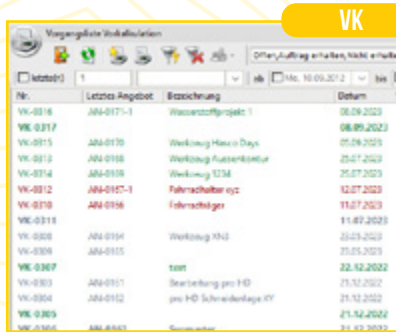 VK
Vorgangsliste Vorkalkulation
Offen,Auftrag erhalten,Nicht erhalte
letzte(n) 1 ab Mo. 10.09.2012 bis
Nr. Letztes Angebot Bezeichnung Datum
VK-0316 AN-0171-1 Wasserstoffprojekt 1 08.09.2023
VK-0317 08.09.2023
VK-0315 AN-0170 Werkzeug Hasco Days 05.09.2023
VK-0313 AN-0168 Werkzeug Aussenkontur 25.07.2023
VK-0314 AN-0169 Werkzeug 1234 25.07.2023
VK-0312 AN-0167-1 Fahrschalter xyz 12.07.2023
VK-0310 AN-0166 11.07.2023
VK-0311 11.07.2023
VK-0308 AN-0164 Werkzeug XN3 23.05.2023
VK-0309 AN-0165 23.05.2023
VK-0307 test 22.12.2022
VK-0303 AN-0161 Bearbeitung pro HD 21.12.2022
VK-0304 AN-0162 pro HD Schneidanlage XY 21.12.2022
VK-0305 21.12.2022